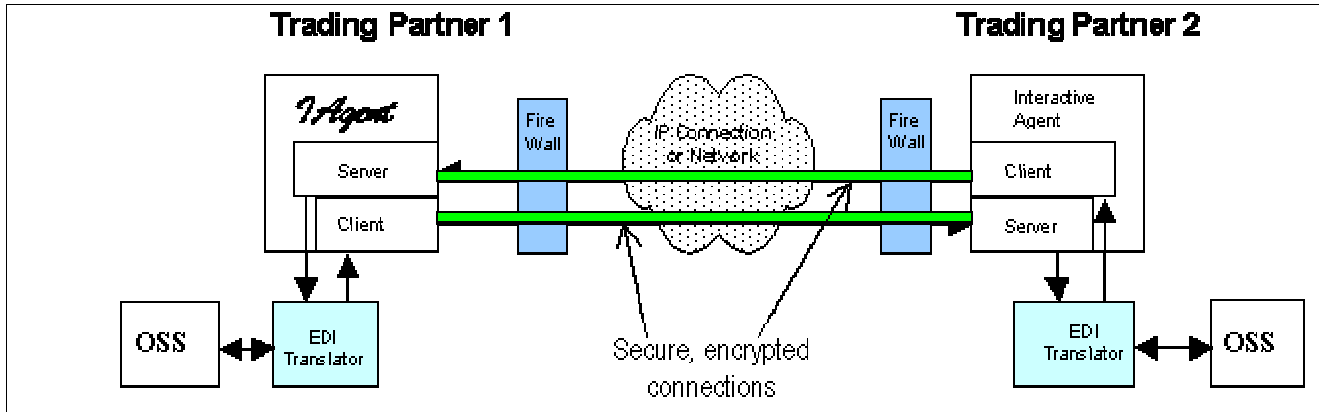 Trading Partner 1
Trading Partner 2
IAgent
Server
Client
Fire
Wall
IP Connection
or Network
Fire
Wall
Interactive
Agent
Client
Server
OSS
EDI
Translator
Secure, encrypted
connections
EDI
Translator
OSS